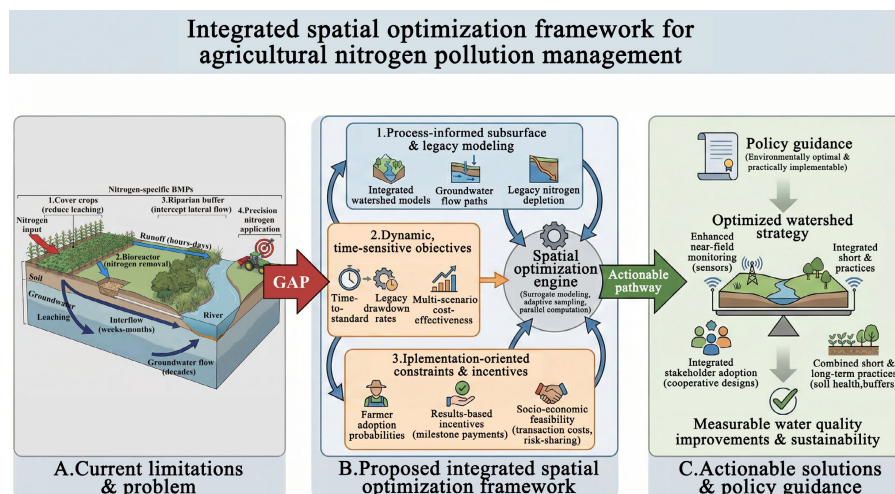 Integrated spatial optimization framework for
agricultural nitrogen pollution management
Nitrogen-specific BMPs
1.Cover crops
(reduce leaching)
3.Riparian buffer
(intercept lateral flow)
4.Precision
nitrogen
application
Nitrogen
input
Runoff (hours-days)
2.Bioreactor
(nitrogen removal)
Soil
Groundwater
Leaching
Interflow
(weeks-months)
River
Groundwater flow
(decades)
A.Current limitations
& problem
GAP
1.Process-informed subsurface
& legacy modeling
Integrated
watershed models
Groundwater
flow paths
Legacy nitrogen
depletion
2.Dynamic,
time-sensitive objectives
Time-
to-
standard
Legacy
drawdown
rates
Multi-scenario
cost-
effectiveness
3.Iplementation-oriented
constraints & incentives
Farmer
adoption
probabilities
Results-based
incentives
(milestone payments)
Socio-economic
feasibility
(transaction costs,
risk-sharing)
Spatial
optimization
engine
(Surrogate modeling,
adaptive sampling,
parallel computation)
B.Proposed integrated spatial
optimization framework
Actionable
pathway
Policy guidance
(Environmentally optimal &
practically implementable)
Optimized watershed
strategy
Enhanced
near-field
monitoring
(sensors)
Integrated
short &
practices
Integrated
stakeholder adoption
(cooperative designs)
Combined short &
long-term practices
(soil health,buffers
Measurable water quality
improvements & sustainability
C.Actionable solutions
& policy guidance